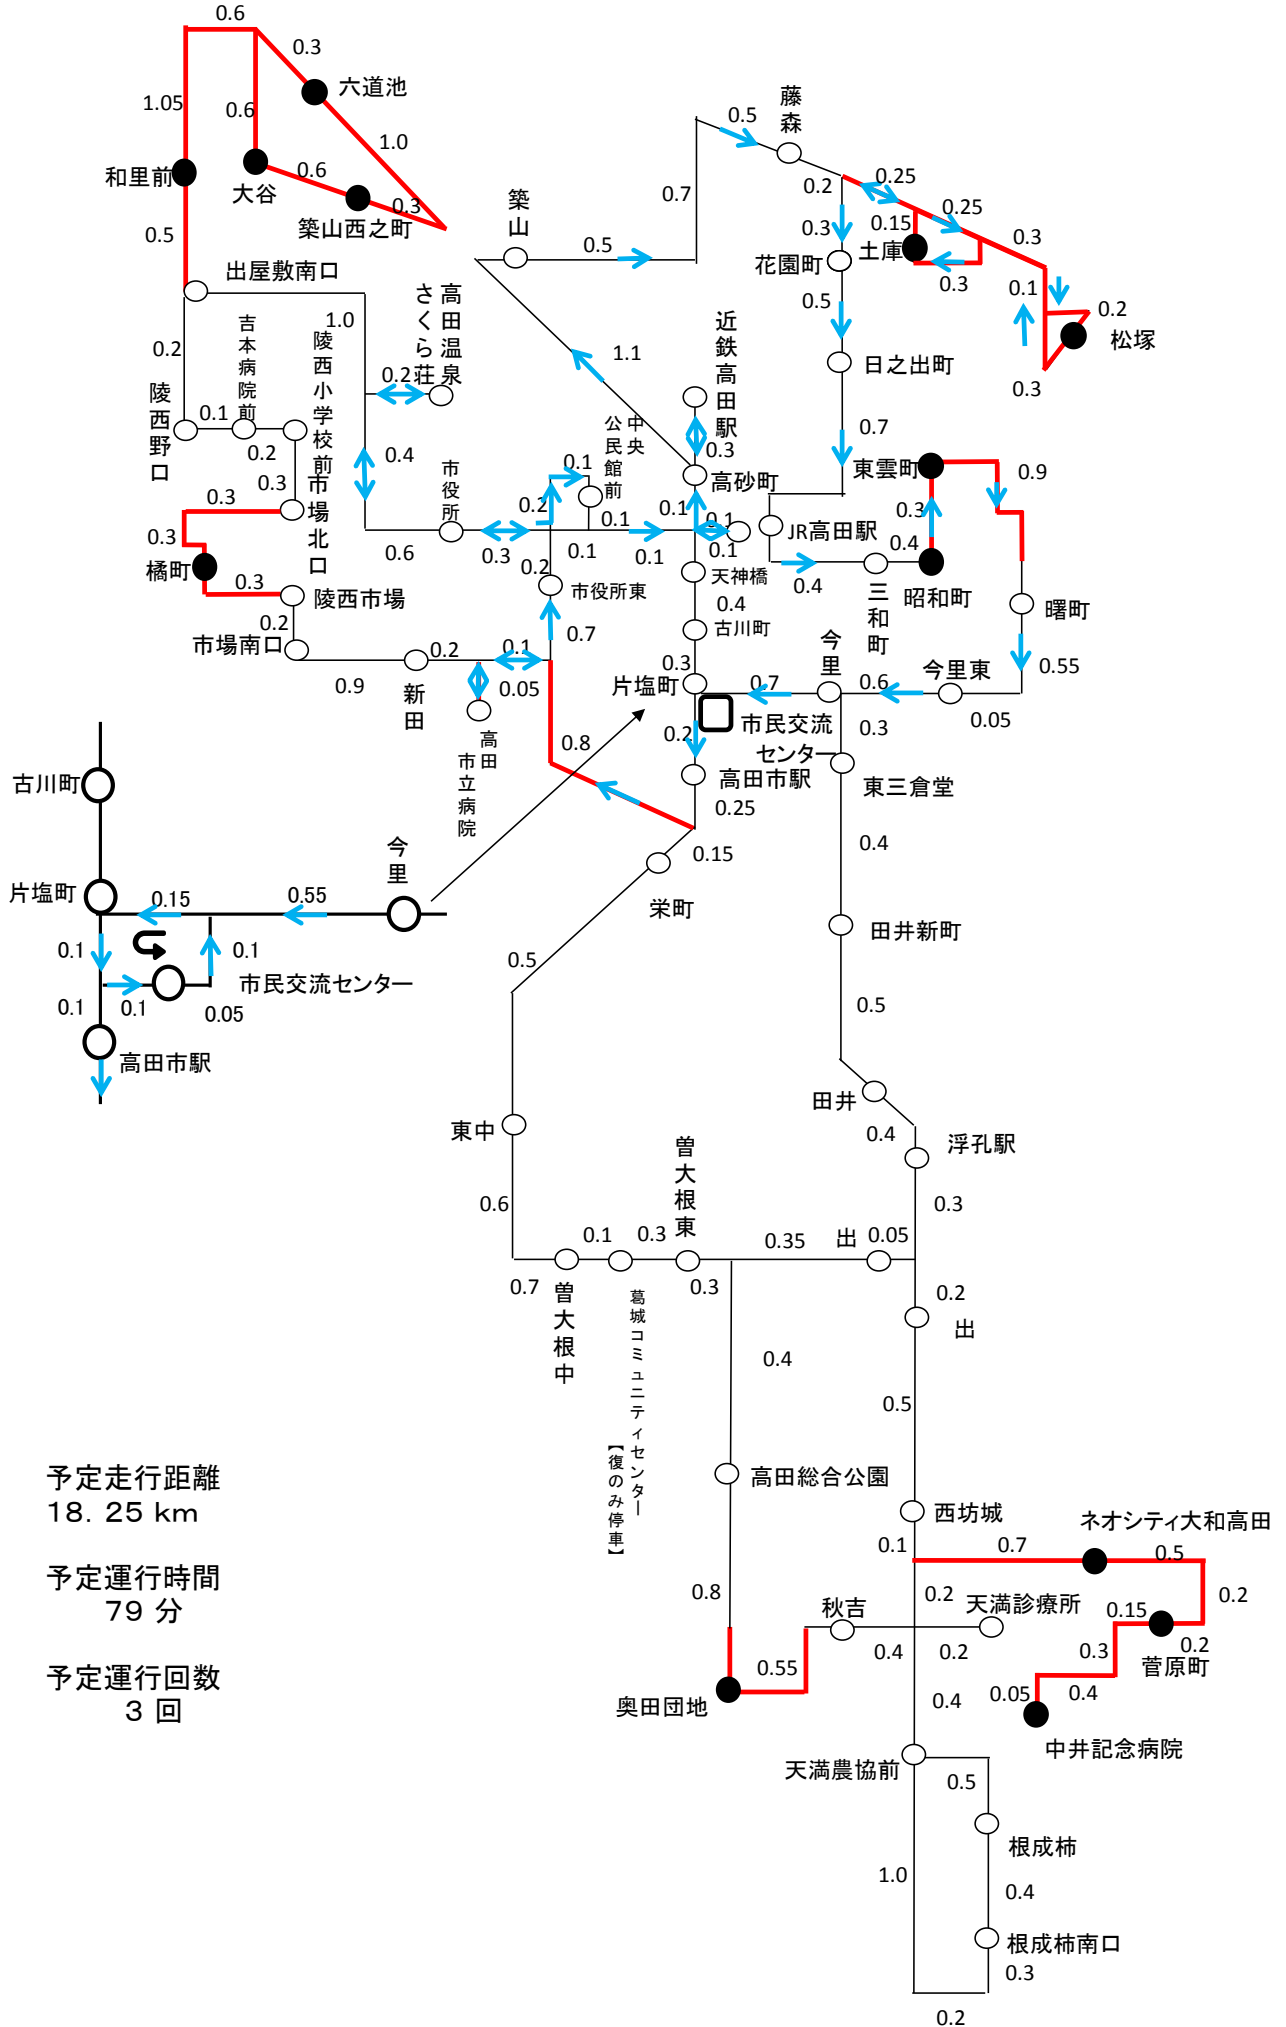 0.6
0.3
六道池
1.05
0.6
1.0
和里前
大谷
0.6
0.3
築山西之町
0.5
出屋敷南口
1.0
0.2
陵西野口
0.1
吉本病院前
0.2
陵西小学校前
0.3
市場北口
0.3
0.3
橘町
0.3
陵西市場
0.2
市場南口
0.9
新田
0.2
0.1
0.05
高田
市立病院
0.2
高田温泉
さくら荘
0.4
0.6
市役所
0.3
0.2
0.1
中央
公民館前
0.1
0.1
0.1
0.2
市役所東
0.7
0.8
築山
0.5
0.7
0.5
藤森
0.2
0.25
0.25
0.15
土庫
0.3
0.3
0.1
0.2
松塚
0.3
0.3
花園町
0.5
日之出町
0.7
近鉄高田駅
0.3
高砂町
1.1
0.1
0.1
0.1
天神橋
0.4
古川町
0.3
片塩町
0.7
市民交流
センター
0.2
高田市駅
0.25
0.15
栄町
JR高田駅
0.4
三和町
0.4
昭和町
0.3
東雲町
0.9
曙町
0.55
0.05
今里東
0.6
今里
0.3
東三倉堂
0.4
田井新町
0.5
田井
0.4
浮孔駅
0.3
0.05
出
0.35
0.2
出
0.5
西坊城
0.1
0.7
ネオシティ大和高田
0.5
0.2
0.2
菅原町
0.15
0.3
0.4
0.05
中井記念病院
0.2
天満診療所
0.2
0.4
秋吉
0.55
奥田団地
0.8
高田総合公園
0.4
0.3
曽大根東
0.3
葛城コミュニティセンター
【復のみ停車】
0.1
曽大根中
0.7
0.6
東中
0.5
0.4
天満農協前
0.5
根成柿
0.4
根成柿南口
0.3
0.2
1.0
古川町
片塩町
0.15
0.55
今里
0.1
0.1
市民交流センター
0.1
0.1
0.05
高田市駅
予定走行距離
18．25 km
予定運行時間
79 分
予定運行回数
3 回